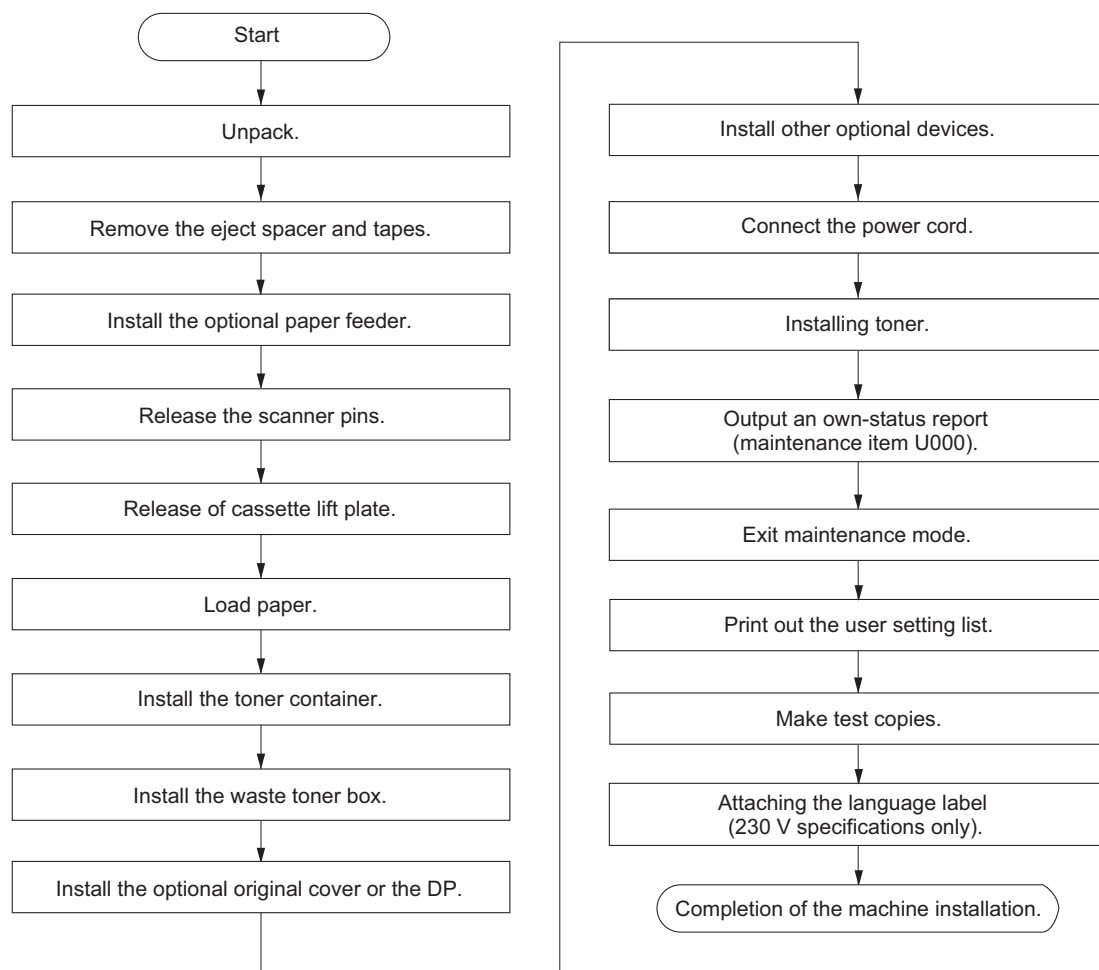 Start
Unpack.
Remove the eject spacer and tapes.
Install the optional paper feeder.
Release the scanner pins.
Release of cassette lift plate.
Load paper.
Install the toner container.
Install the waste toner box.
Install the optional original cover or the DP.
Install other optional devices.
Connect the power cord.
Installing toner.
Output an own-status report
(maintenance item U000).
Exit maintenance mode.
Print out the user setting list.
Make test copies.
Attaching the language label
(230 V specifications only).
Completion of the machine installation.